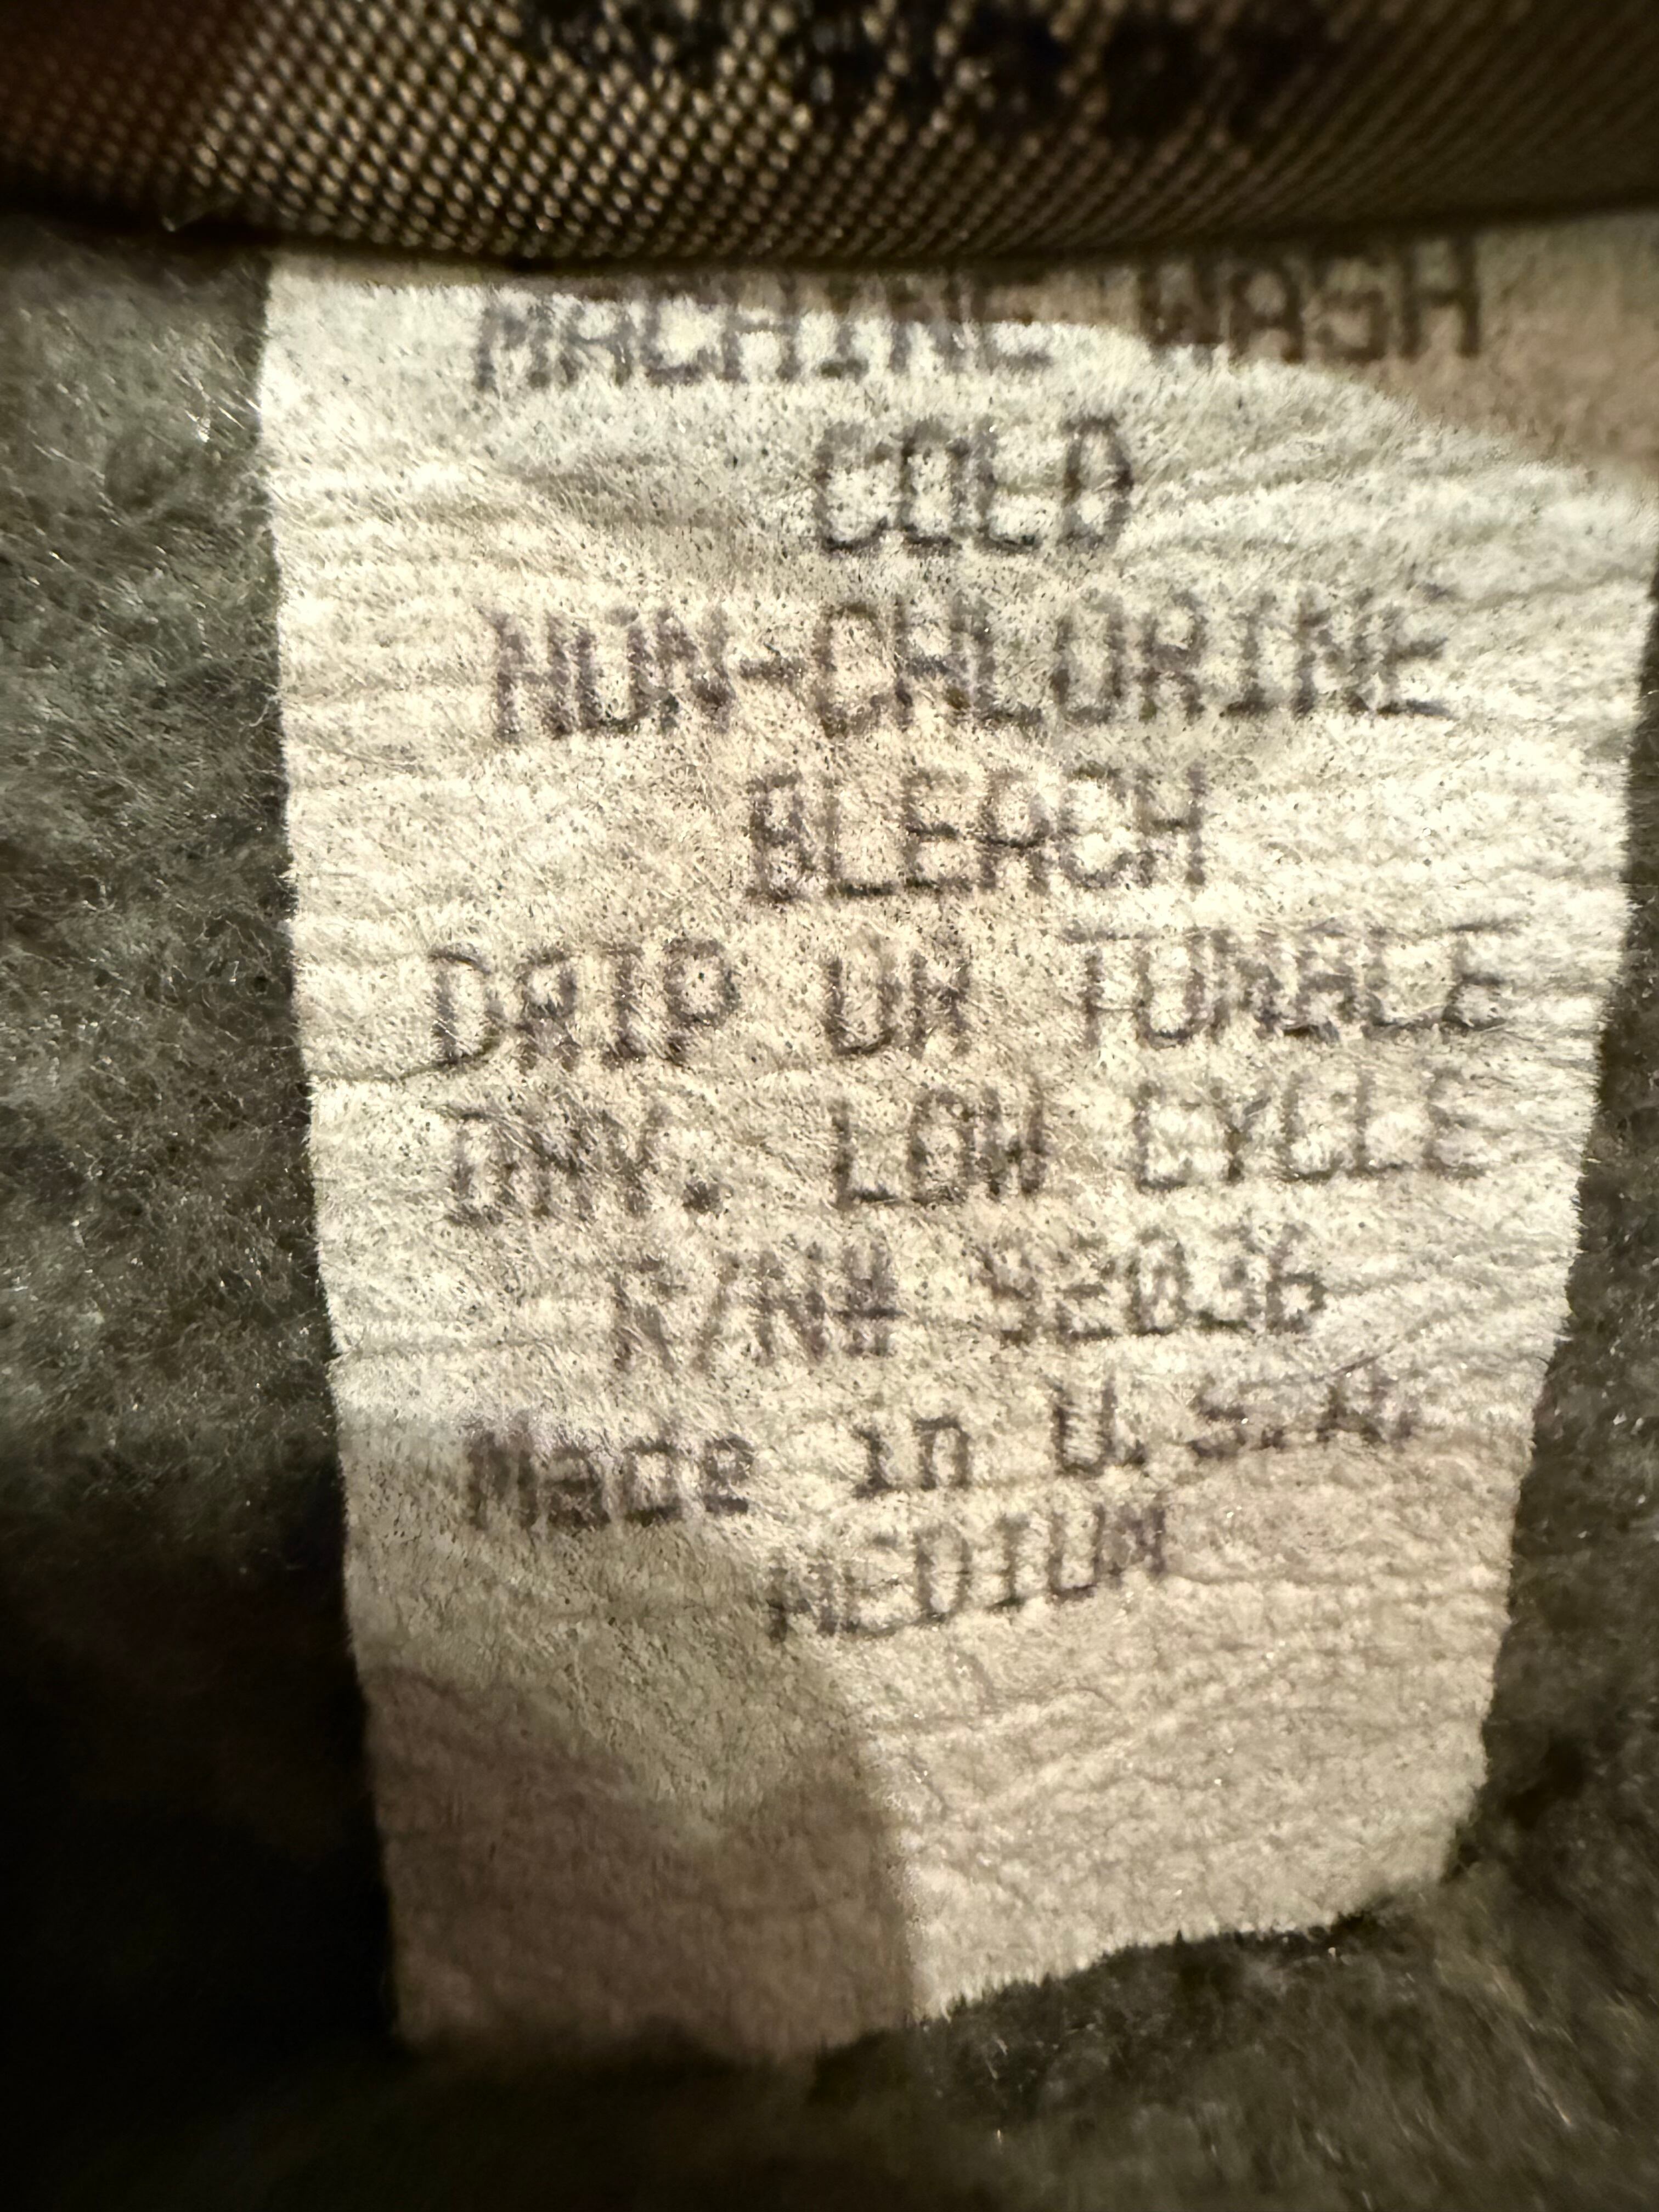 MACHINE WASH
COLD
NON-CHLORINE
BLEACH
DRIP OR TUMBLE
DRY. LOW CYCLE
R/N# 92036
Made in U.S.A.
MEDIUM